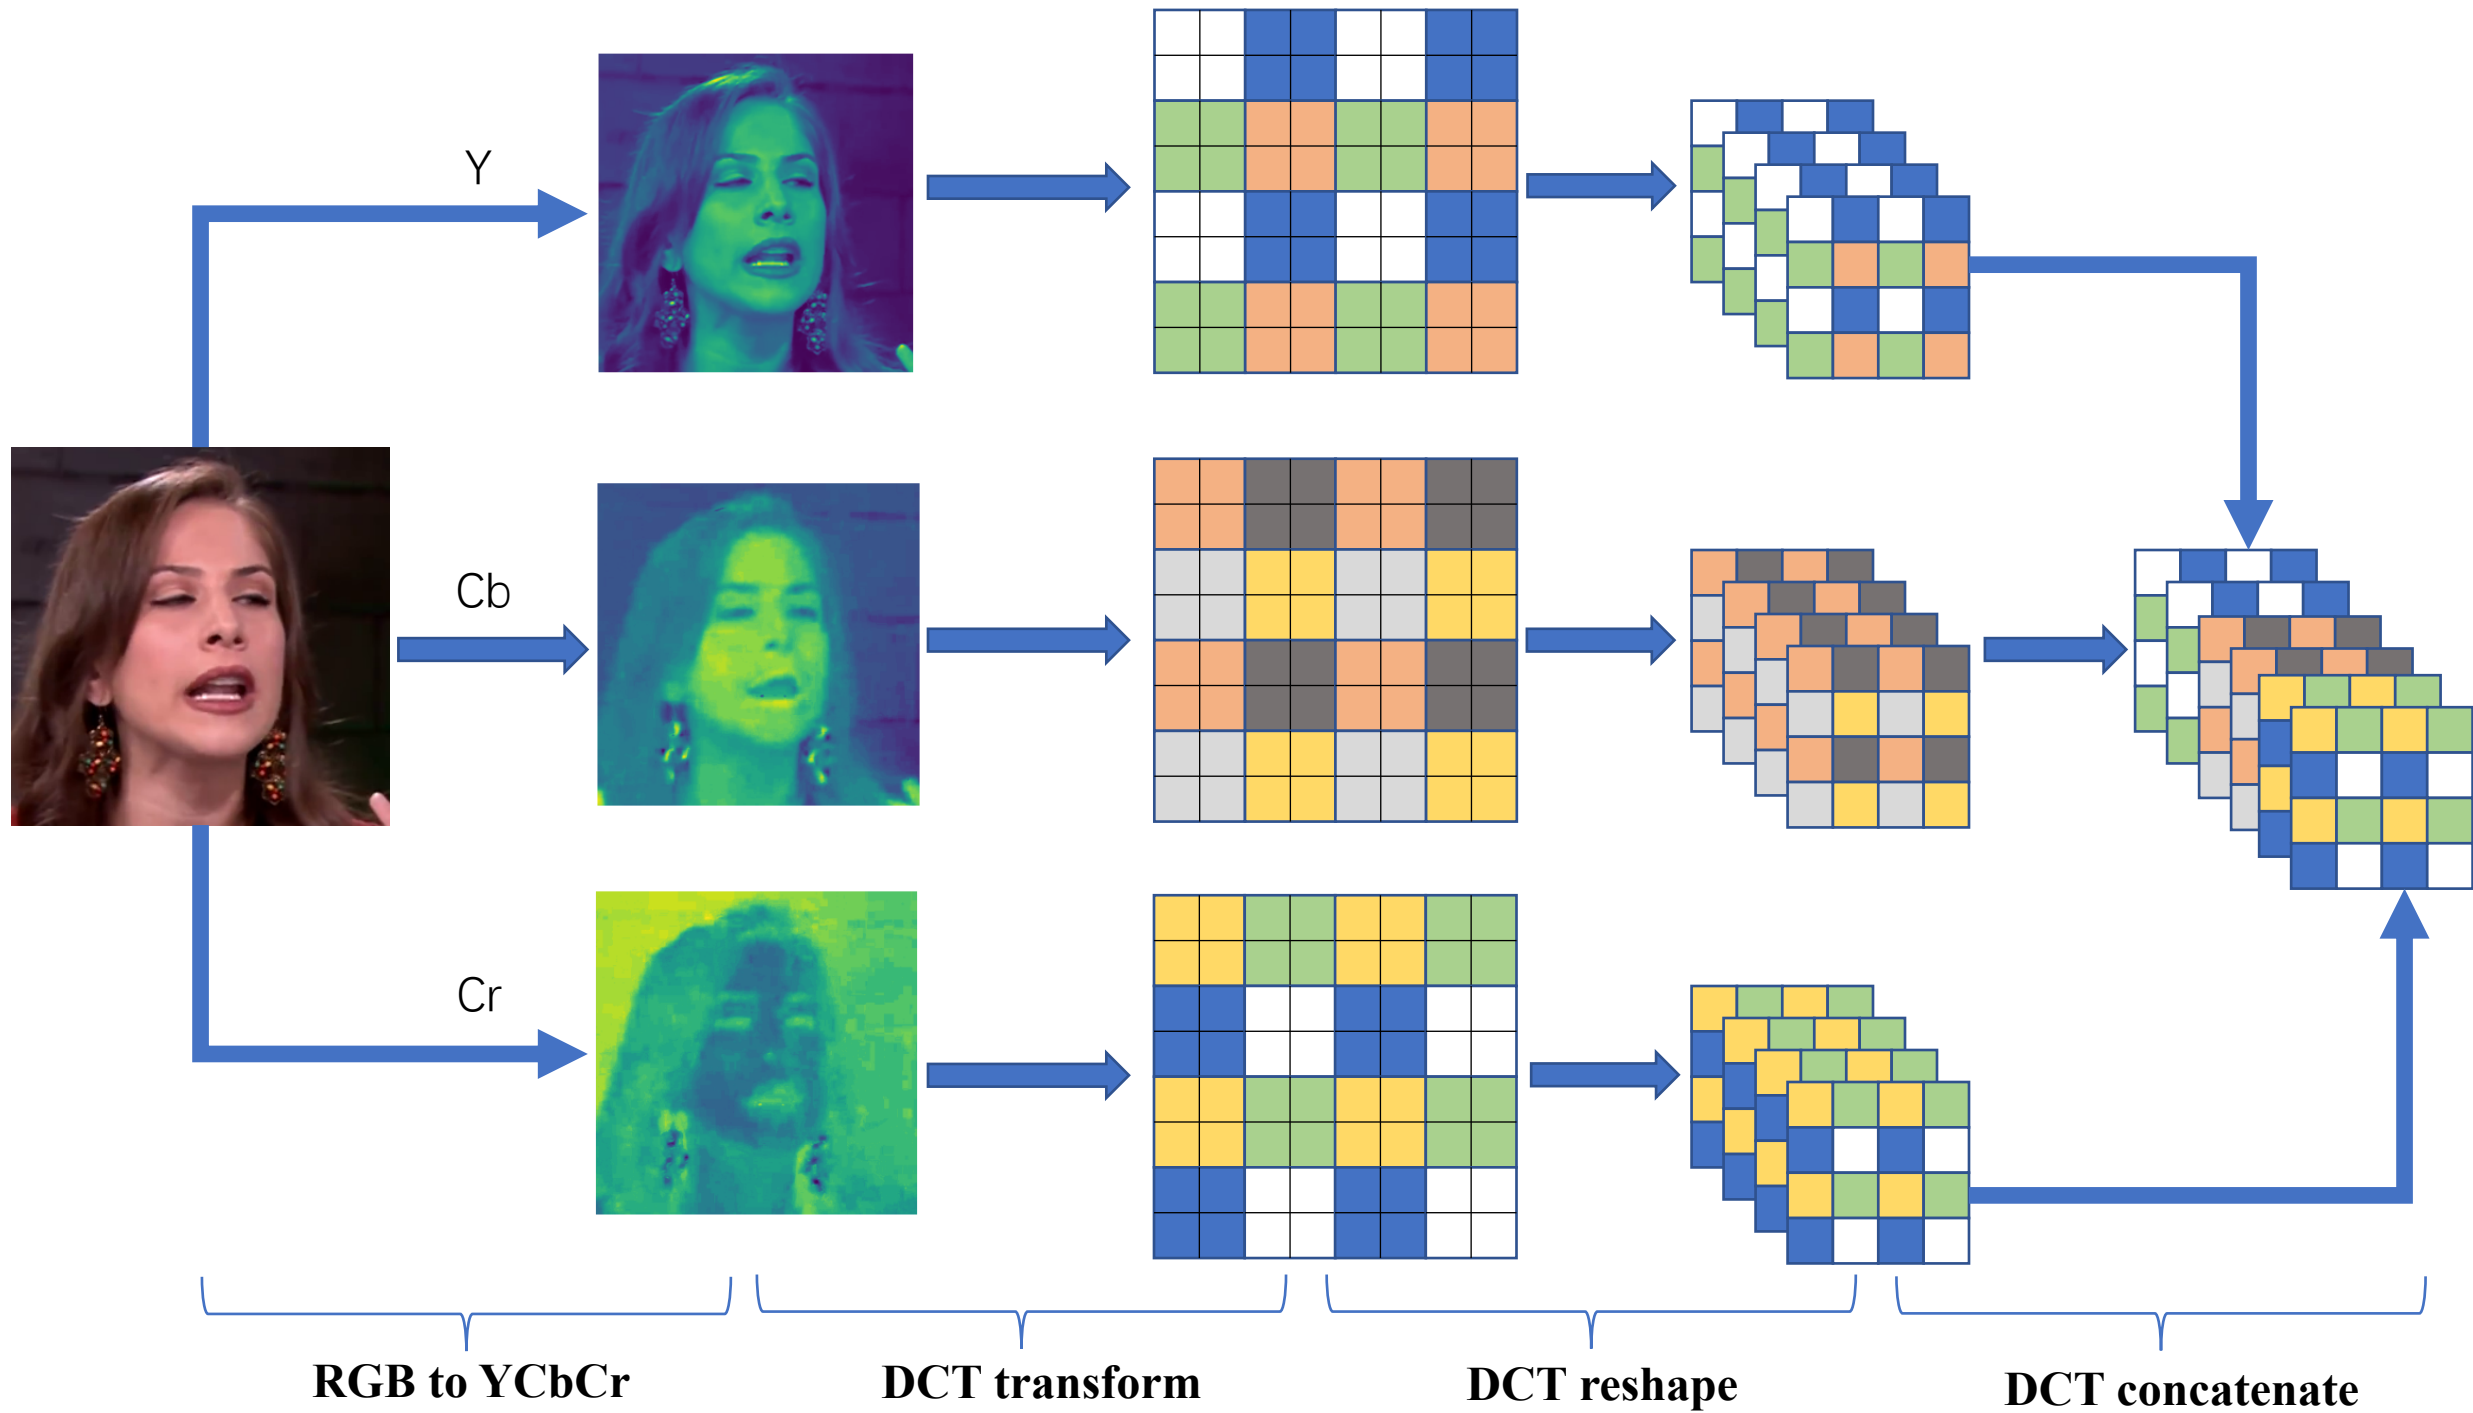 Y
Cb
Cr
RGB to YCbCr
DCT transform
DCT reshape
DCT concatenate